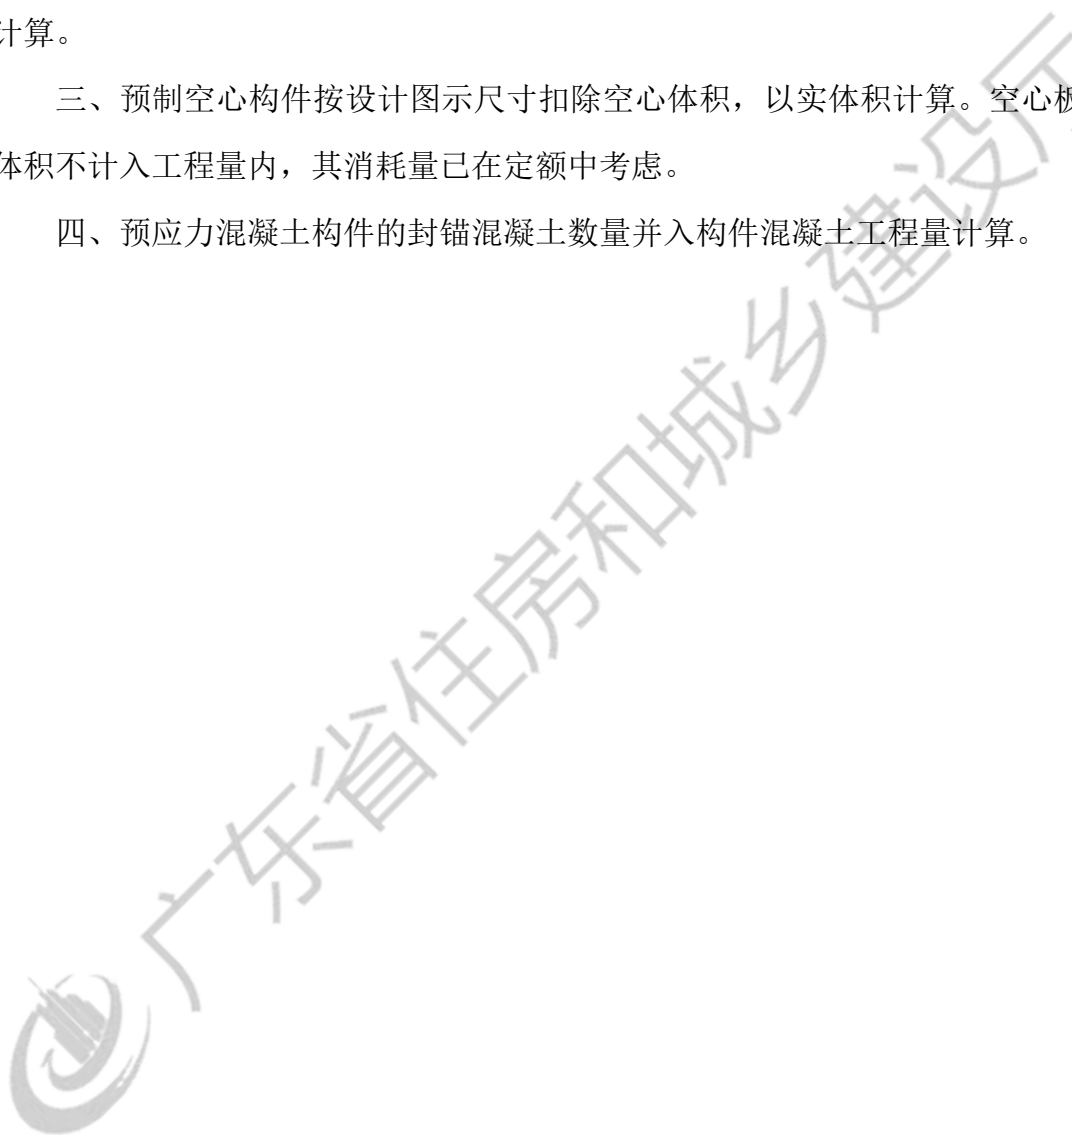 计算。
三、预制空心构件按设计图示尺寸扣除空心体积，以实体积计算。空心板
体积不计入工程量内，其消耗量已在定额中考虑。
四、预应力混凝土构件的封锚混凝土数量并入构件混凝土工程量计算。
广东省住房和城乡建设厅